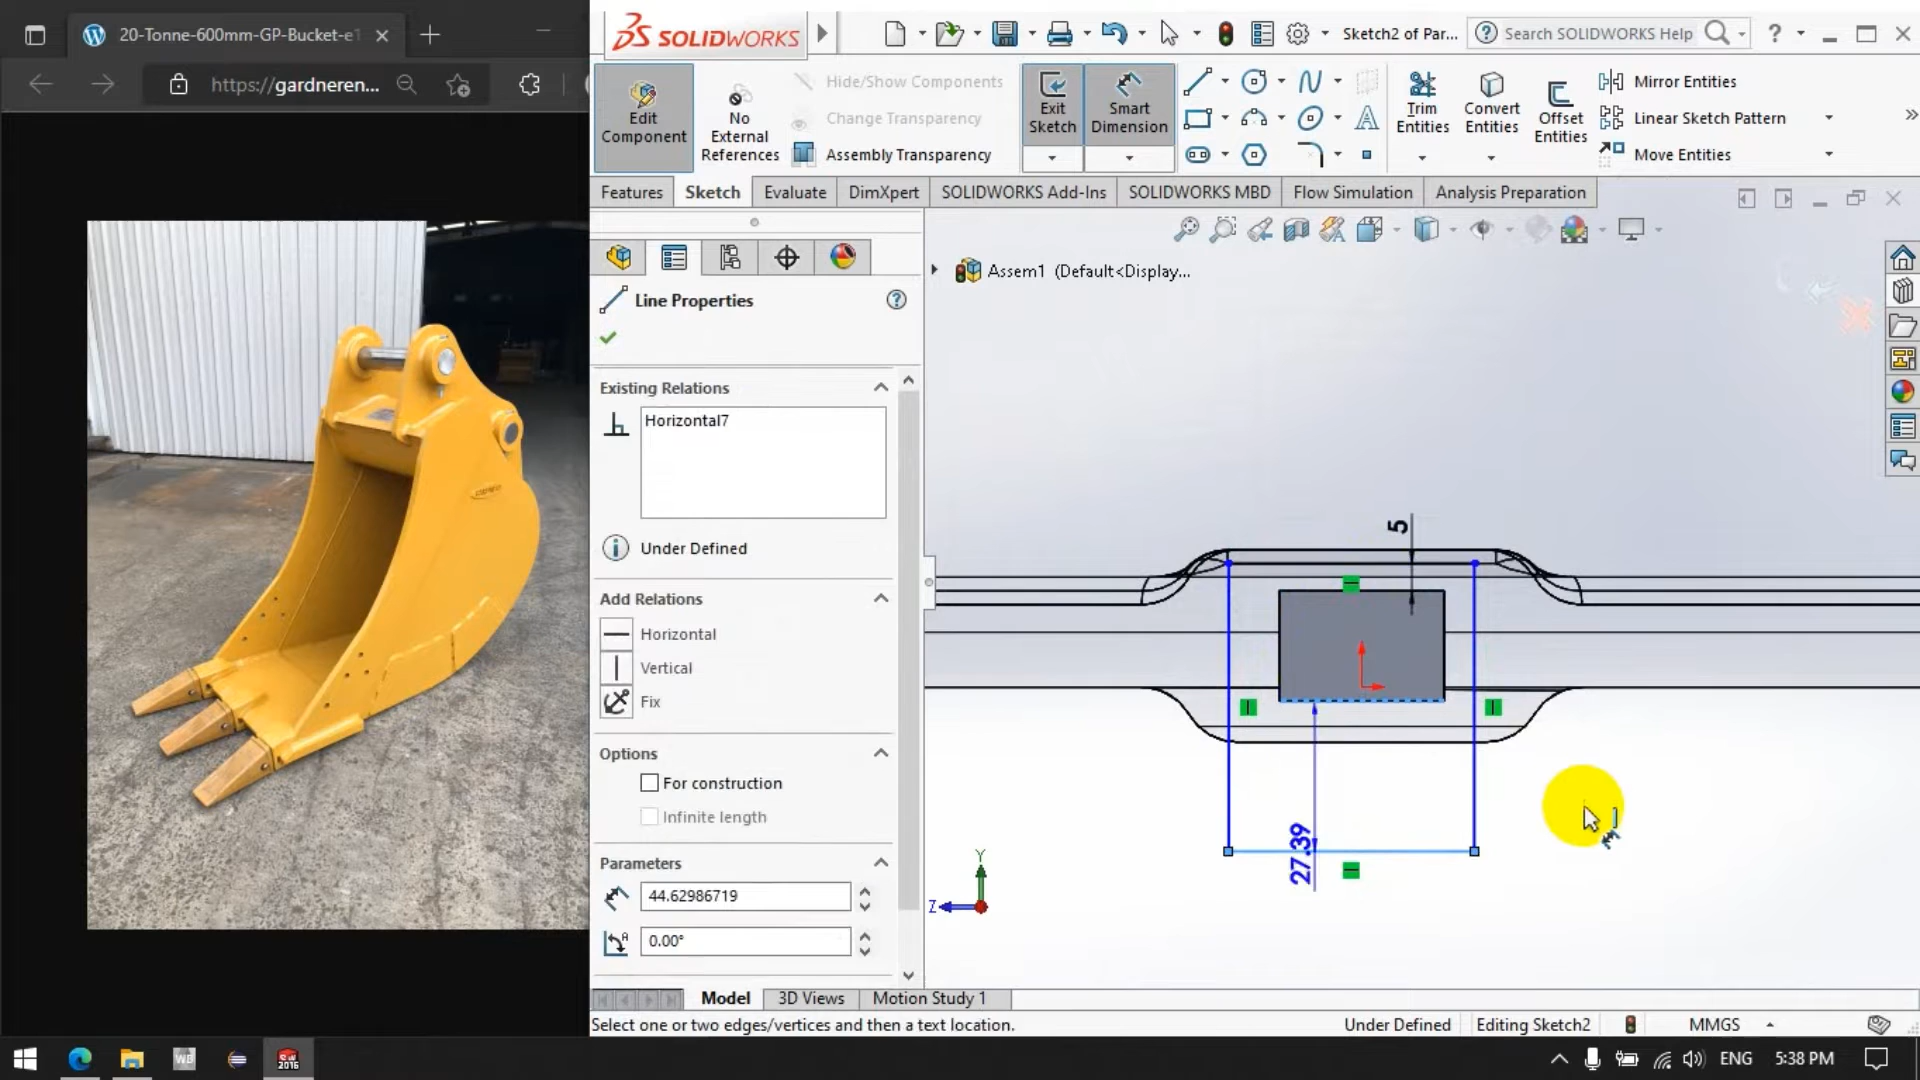 20-Tonne-600mm-GP-Bucket-e1
https://gardneren...
SOLIDWORKS
Sketch2 of Par...
Search SOLIDWORKS Help
Edit Component
No External References
Hide/Show Components
Change Transparency
Assembly Transparency
Exit Sketch
Smart Dimension
Trim Entities
Convert Entities
Offset Entities
Mirror Entities
Linear Sketch Pattern
Move Entities
Features
Sketch
Evaluate
DimXpert
SOLIDWORKS Add-Ins
SOLIDWORKS MBD
Flow Simulation
Analysis Preparation
Assem1 (Default<Display...
Line Properties
Existing Relations
Horizontal7
Under Defined
Add Relations
Horizontal
Vertical
Fix
Options
For construction
Infinite length
Parameters
44.62986719
0.00°
5
27.39
Y
Z
Model
3D Views
Motion Study 1
Select one or two edges/vertices and then a text location.
Under Defined
Editing Sketch2
MMGS
WB
SW
2016
ENG
5:38 PM